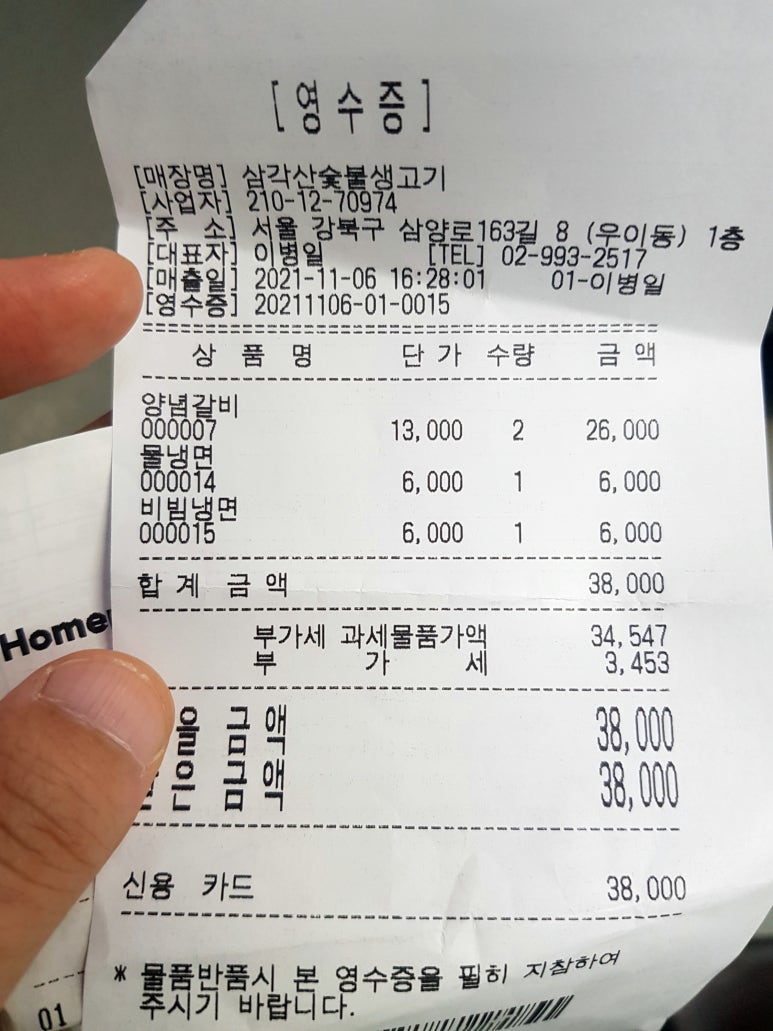 [영수증]
[매장명] 삼각산숯불생고기
[사업자] 210-12-70974
[주 소] 서울 강북구 삼양로163길 8 (우이동) 1층
[대표자] 이병일 [TEL] 02-993-2517
[매출일] 2021-11-06 16:28:01 01-이병일
[영수증] 20211106-01-0015
상 품 명 단 가 수량 금 액
양념갈비
000007 13,000 2 26,000
물냉면
000014 6,000 1 6,000
비빔냉면
000015 6,000 1 6,000
합 계 금 액 38,000
부가세 과세물품가액 34,547
부 가 세 3,453
금 액 38,000
금 액 38,000
신용 카드 38,000
* 물품반품시 본 영수증을 필히 지참하여
주시기 바랍니다.
Home
01